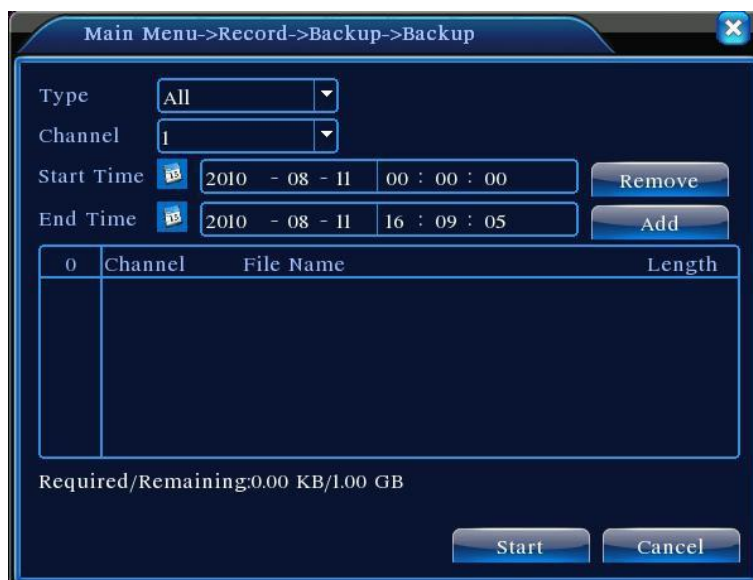 Main Menu->Record->Backup->Backup
Type All
Channel 1
Start Time 15 2010 - 08 - 11 00 : 00 : 00 Remove
End Time 15 2010 - 08 - 11 16 : 09 : 05 Add
0 Channel File Name Length
Required/Remaining:0.00 KB/1.00 GB
Start Cancel